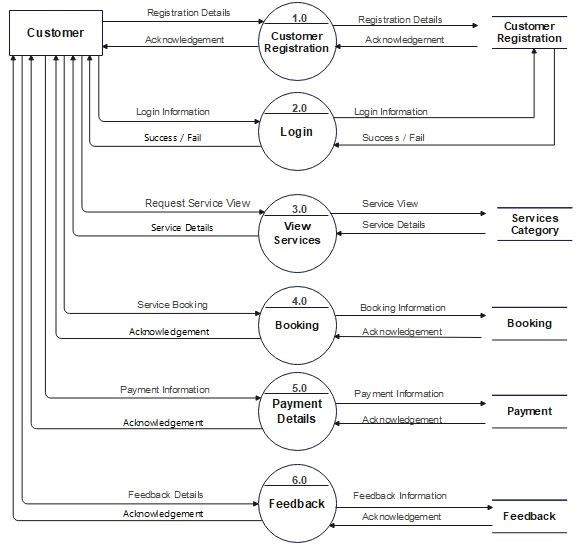 Registration Details
1.0
Registration Details
Customer
Customer
Registration
Customer
Registration
Acknowledgement
Acknowledgement
2.0
Login Information
Login Information
Login
Success / Fail
Success / Fail
3.0
Request Service View
Service View
View
Services
Services
Category
Service Details
Service Details
4.0
Service Booking
Booking Information
Booking
Booking
Acknowledgement
Acknowledgement
5.0
Payment Information
Payment Information
Payment
Details
Payment
Acknowledgement
Acknowledgement
6.0
Feedback Details
Feedback Information
Feedback
Feedback
Acknowledgement
Acknowledgement